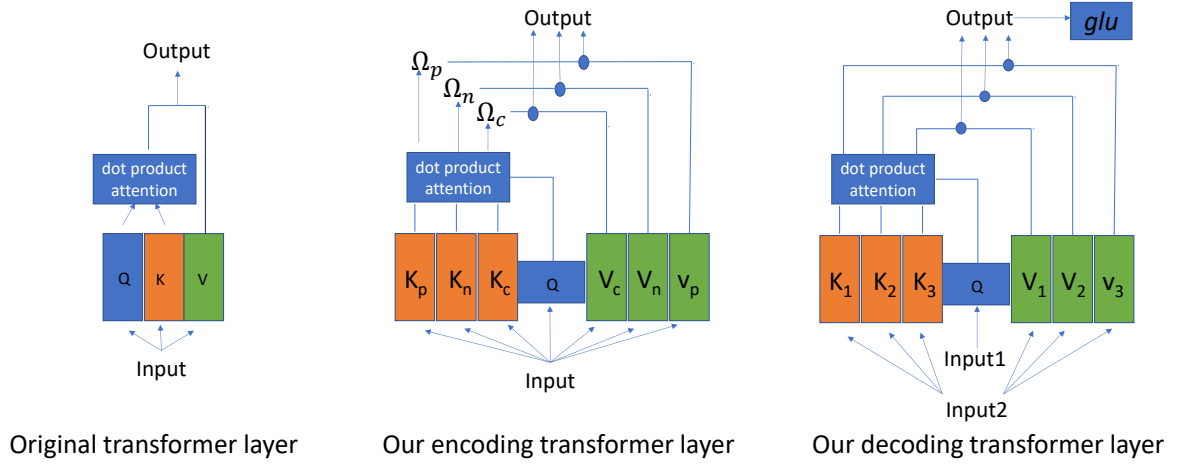 Output
dot product
attention
Q
K
V
Input
Original transformer layer
Output
Ωp
Ωn
Ωc
dot product
attention
Kp
Kn
Kc
Q
Vc
Vn
vp
Input
Our encoding transformer layer
Output
glu
dot product
attention
K1
K2
K3
Q
V1
V2
v3
Input1
Input2
Our decoding transformer layer